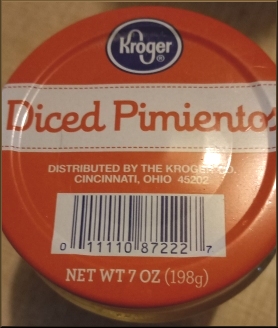 Kroger®
Diced Pimientos
DISTRIBUTED BY THE KROGER CO.
CINCINNATI, OHIO 45202
0 11110 87222 7
NET WT 7 OZ (198g)